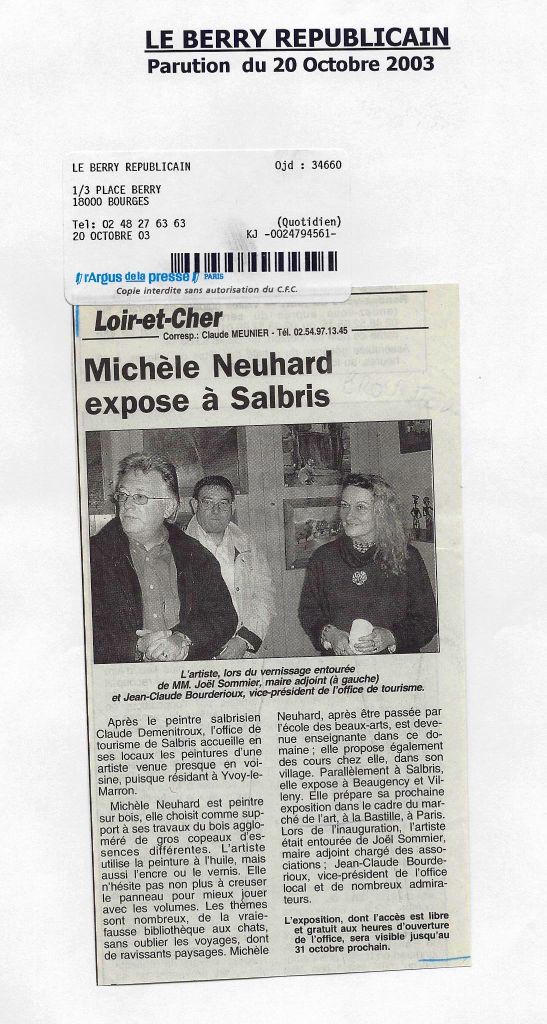 LE BERRY REPUBLICAIN
Parution du 20 Octobre 2003
LE BERRY REPUBLICAIN Ojd : 34660
1/3 PLACE BERRY
18000 BOURGES
Tel: 02 48 27 63 63 (Quotidien)
20 OCTOBRE 03 KJ -0024794561-
l'Argus de la presse PARIS
Copie interdite sans autorisation du C.F.C.
Loir-et-Cher
Corresp.: Claude MEUNIER - Tél. 02.54.97.13.45
Michèle Neuhard
expose à Salbris
L'artiste, lors du vernissage entourée
de MM. Joël Sommier, maire adjoint (à gauche)
et Jean-Claude Bourderioux, vice-président de l'office de tourisme.
Après le peintre salbrisien
Claude Demenitroux, l'office de
tourisme de Salbris accueille en
ses locaux les peintures d'une
artiste venue presque en voi-
sine, puisque résidant à Yvoy-le-
Marron.
Michèle Neuhard est peintre
sur bois, elle choisit comme sup-
port à ses travaux du bois agglo-
méré de gros copeaux d'es-
sences différentes. L'artiste
utilise la peinture à l'huile, mais
aussi l'encre ou le vernis. Elle
n'hésite pas non plus à creuser
le panneau pour mieux jouer
avec les volumes. Les thèmes
sont nombreux, de la vraie-
fausse bibliothèque aux chats,
sans oublier les voyages, dont
de ravissants paysages. Michèle
Neuhard, après être passée par
l'école des beaux-arts, est deve-
nue enseignante dans ce do-
maine ; elle propose également
des cours chez elle, dans son
village. Parallèlement à Salbris,
elle expose à Beaugency et Vil-
leny. Elle prépare sa prochaine
exposition dans le cadre du mar-
ché de l'art, à la Bastille, à Paris.
Lors de l'inauguration, l'artiste
était entourée de Joël Sommier,
maire adjoint chargé des asso-
ciations ; Jean-Claude Bourde-
rioux, vice-président de l'office
local et de nombreux admira-
teurs.
L'exposition, dont l'accès est libre
et gratuit aux heures d'ouverture
de l'office, sera visible jusqu'au
31 octobre prochain.